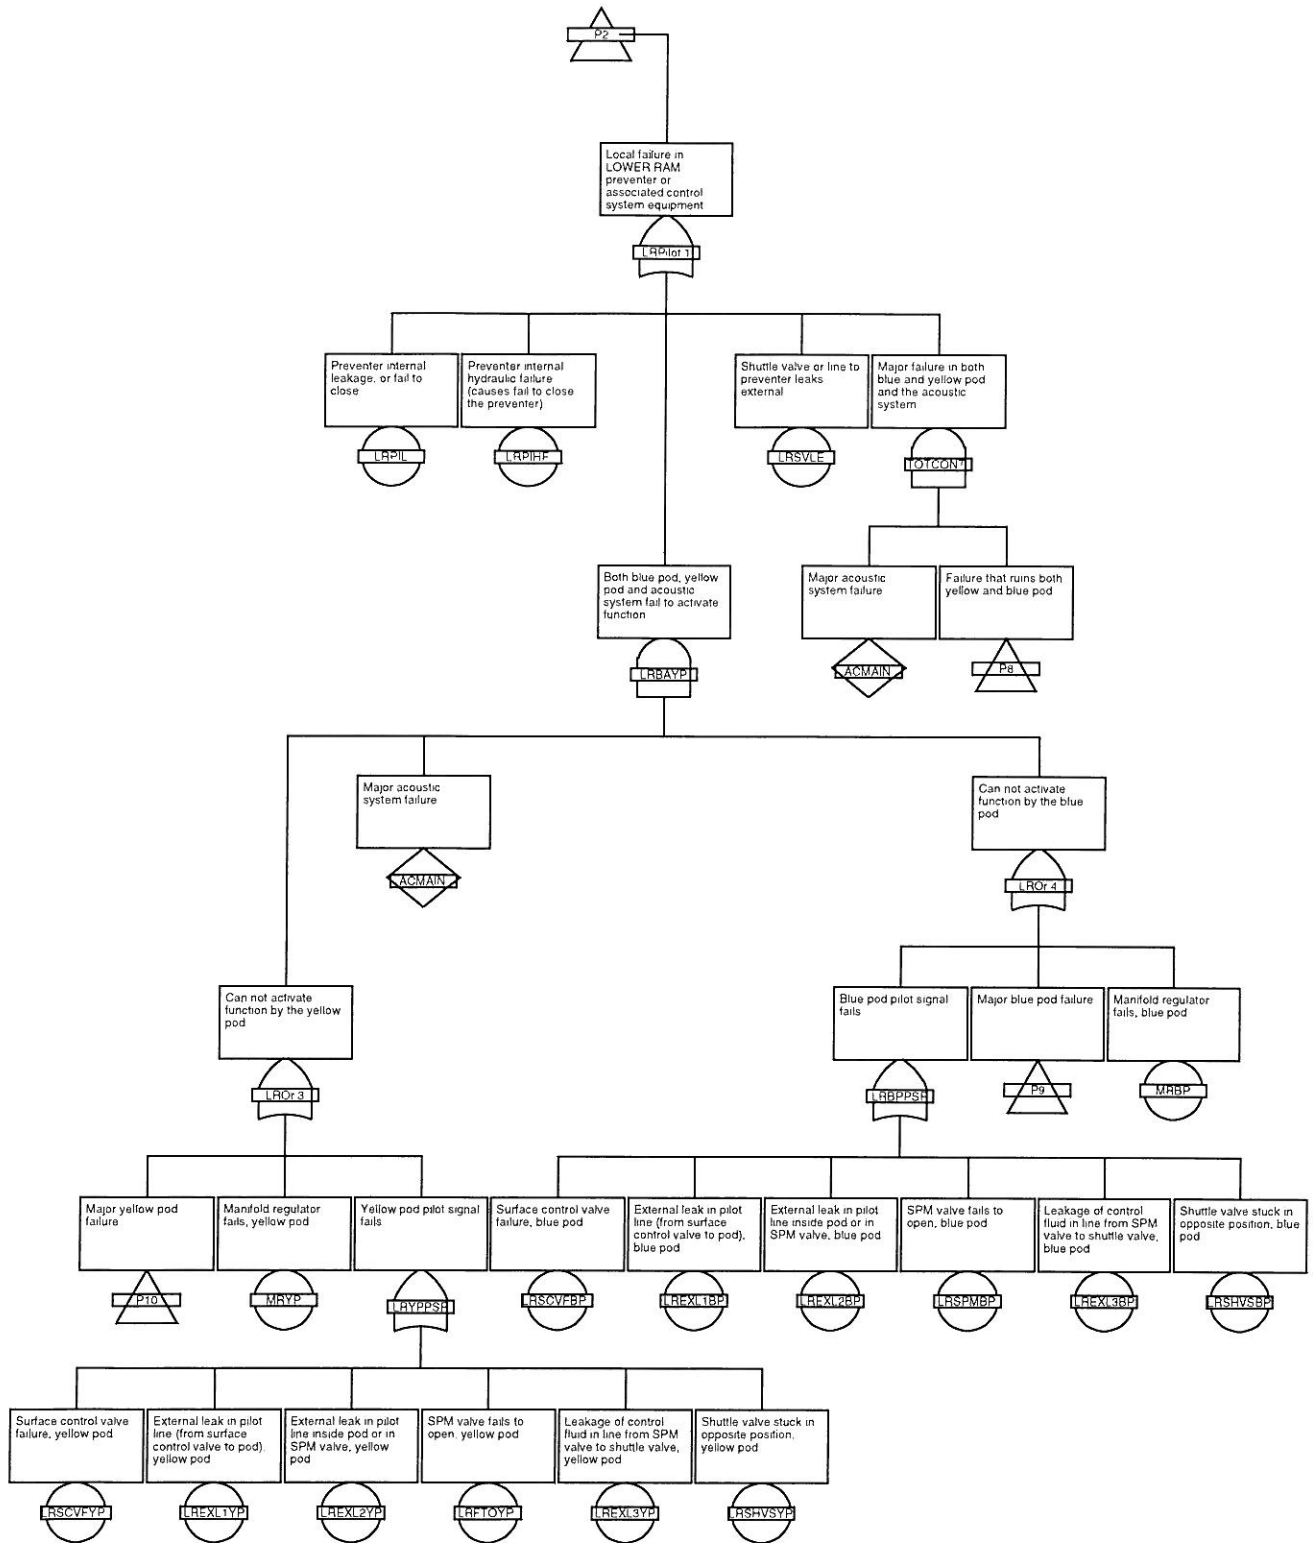 P2
Local failure in
LOWER RAM
preventer or
associated control
system equipment
LRPilot 1
Preventer internal
leakage, or fail to
close
LRPIL
Preventer internal
hydraulic failure
(causes fail to close
the preventer)
LRPIHF
Shuttle valve or line to
preventer leaks
external
LRSVLE
Major failure in both
blue and yellow pod
and the acoustic
system
TOTCONT
Both blue pod, yellow
pod and acoustic
system fail to activate
function
LRBAYP
Major acoustic
system failure
ACMAIN
Failure that ruins both
yellow and blue pod
P8
Major acoustic
system failure
ACMAIN
Can not activate
function by the blue
pod
LROr 4
Can not activate
function by the yellow
pod
LROr 3
Blue pod pilot signal
fails
LRBPPSF
Major blue pod failure
P9
Manifold regulator
fails, blue pod
MRBP
Major yellow pod
failure
P10
Manifold regulator
fails, yellow pod
MRYP
Yellow pod pilot signal
fails
LRYPPSF
Surface control valve
failure, blue pod
LRSCVFBP
External leak in pilot
line (from surface
control valve to pod),
blue pod
LREXL1BP
External leak in pilot
line inside pod or in
SPM valve, blue pod
LREXL2BP
SPM valve fails to
open, blue pod
LRSPMBP
Leakage of control
fluid in line from SPM
valve to shuttle valve,
blue pod
LREXL3BP
Shuttle valve stuck in
opposite position, blue
pod
LRSHVSBP
Surface control valve
failure, yellow pod
LRSCVFYP
External leak in pilot
line (from surface
control valve to pod)
yellow pod
LREXL1YP
External leak in pilot
line inside pod or in
SPM valve, yellow
pod
LREXL2YP
SPM valve fails to
open, yellow pod
LRFTOYP
Leakage of control
fluid in line from SPM
valve to shuttle valve,
yellow pod
LREXL3YP
Shuttle valve stuck in
opposite position,
yellow pod
LRSHVSYP